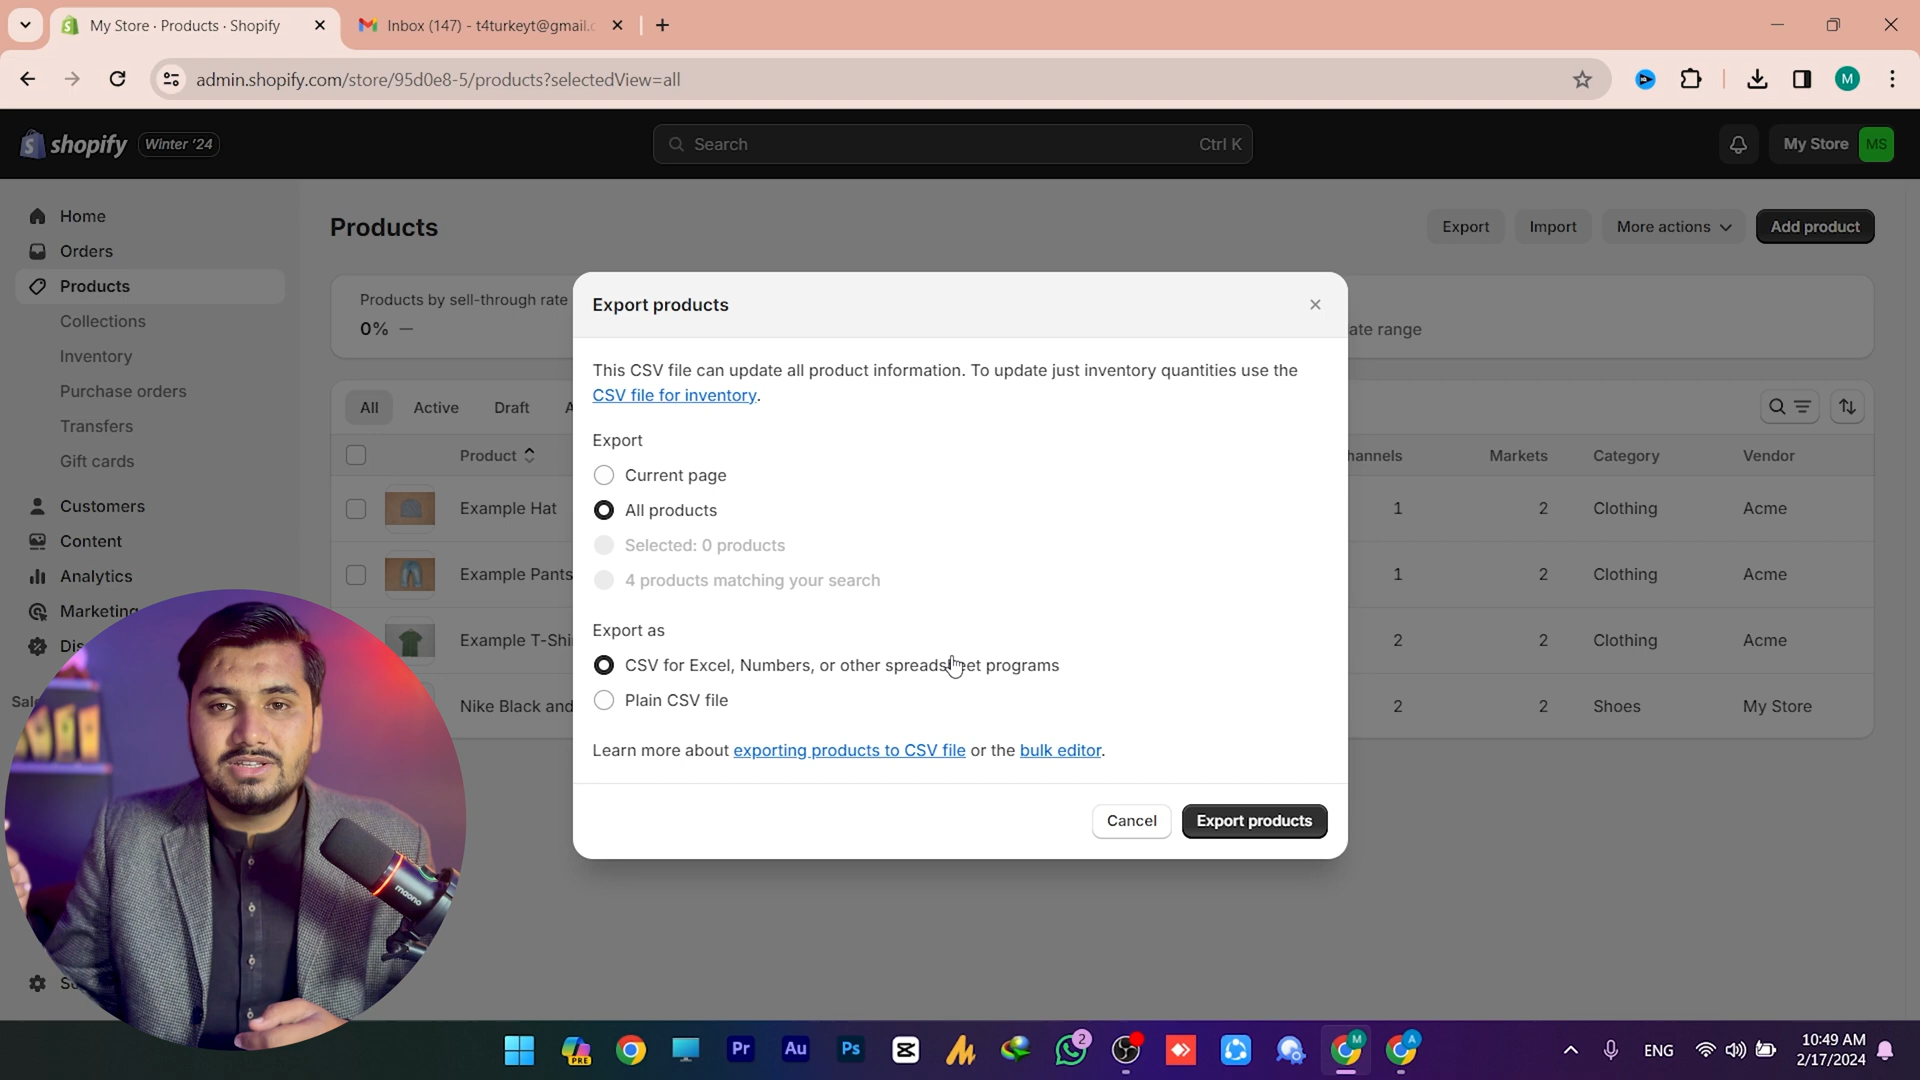 My Store · Products · Shopify
Inbox (147) - t4turkeyt@gmail.c
admin.shopify.com/store/95d0e8-5/products?selectedView=all
M
shopify
Winter '24
Search
Ctrl K
My Store
MS
Home
Orders
Products
Collections
Inventory
Purchase orders
Transfers
Gift cards
Customers
Content
Analytics
Marketing
Products
Export
Import
More actions
Add product
Products by sell-through rate
0% —
ate range
All
Active
Draft
A
Product
hannels
Markets
Category
Vendor
Example Hat
1
2
Clothing
Acme
Example Pants
1
2
Clothing
Acme
Example T-Shi
2
2
Clothing
Acme
Nike Black and
2
2
Shoes
My Store
Export products
This CSV file can update all product information. To update just inventory quantities use the
CSV file for inventory.
Export
Current page
All products
Selected: 0 products
4 products matching your search
Export as
CSV for Excel, Numbers, or other spreadsheet programs
Plain CSV file
Learn more about exporting products to CSV file or the bulk editor.
Cancel
Export products
maono
PRE
Pr
Au
Ps
2
M
A
ENG
10:49 AM
2/17/2024